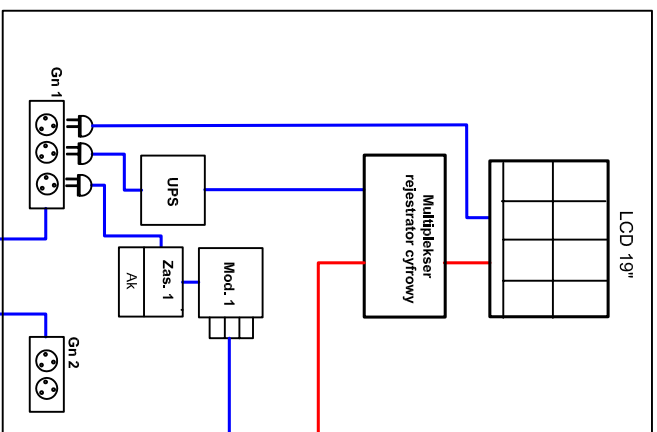 LCD 19"
Multiplekser
rejestrator cyfrowy
UPS
Mod. 1
Zas. 1
Ak
Gn 1
Gn 2